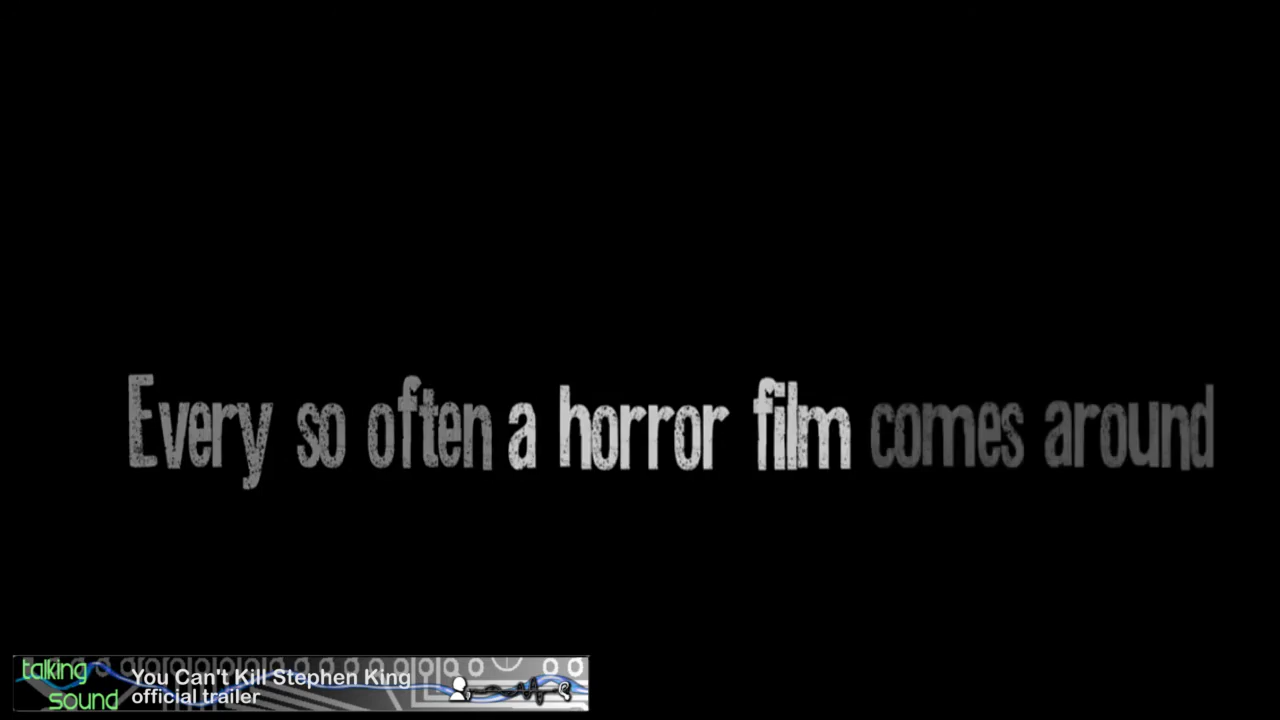 Every so often a horror film comes around
talking
sound
You Can't Kill Stephen King
official trailer